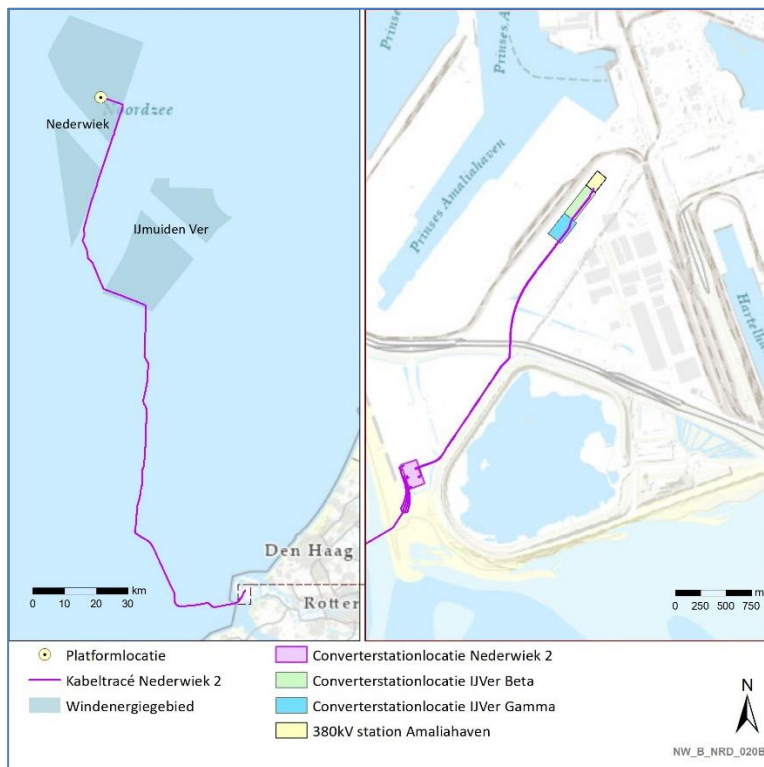 Noordzee
Nederwiek
IJmuiden Ver
Den Haag
Rotter
km
0 10 20 30
Prinses A
Prinses Ama
Prinses Amaliahaven
Hartelha
m
0 250 500 750
Platformlocatie
Kabeltracé Nederwiek 2
Windenergiegebied
Converterstationlocatie Nederwiek 2
Converterstationlocatie IJVer Beta
Converterstationlocatie IJVer Gamma
380kV station Amaliahaven
N
NW_B_NRD_020B